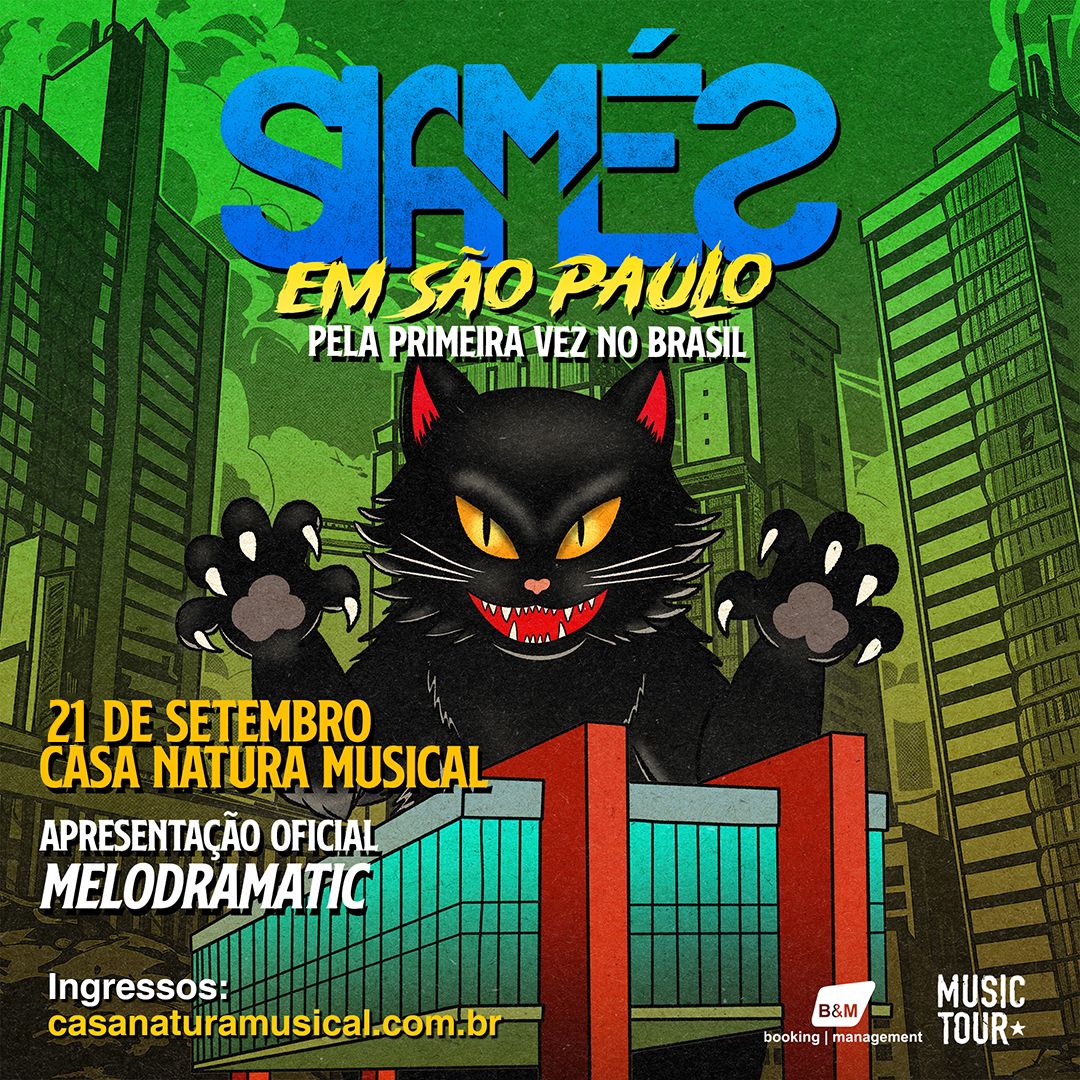 SIAMÉS
EM SÃO PAULO
PELA PRIMEIRA VEZ NO BRASIL
21 DE SETEMBRO
CASA NATURA MUSICAL
APRESENTAÇÃO OFICIAL
MELODRAMATIC
Ingressos:
casanaturamusical.com.br
B&M
booking | management
MUSIC
TOUR